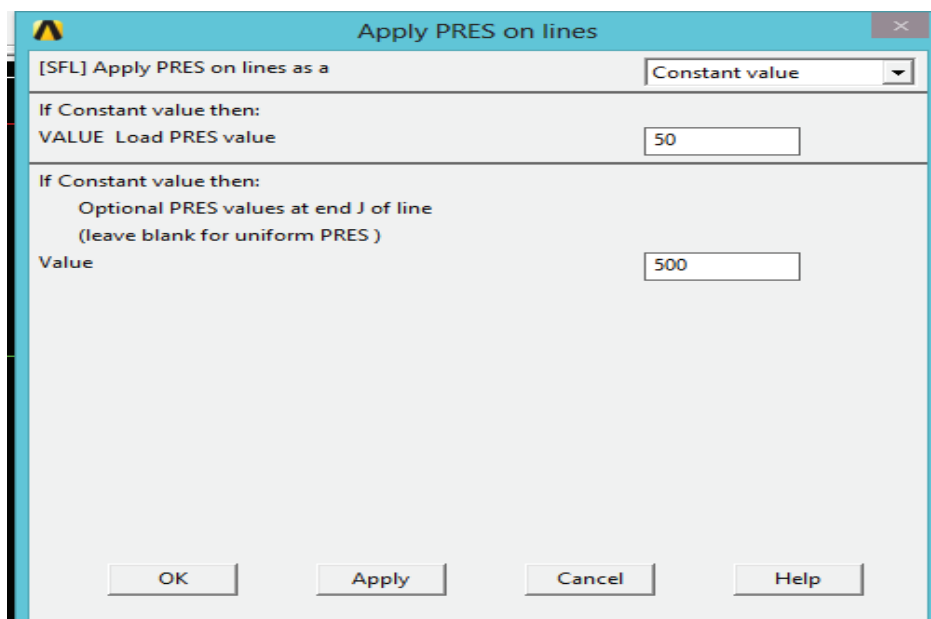 Apply PRES on lines
[SFL] Apply PRES on lines as a Constant value
If Constant value then:
VALUE Load PRES value 50
If Constant value then:
Optional PRES values at end J of line
(leave blank for uniform PRES )
Value 500
OK Apply Cancel Help